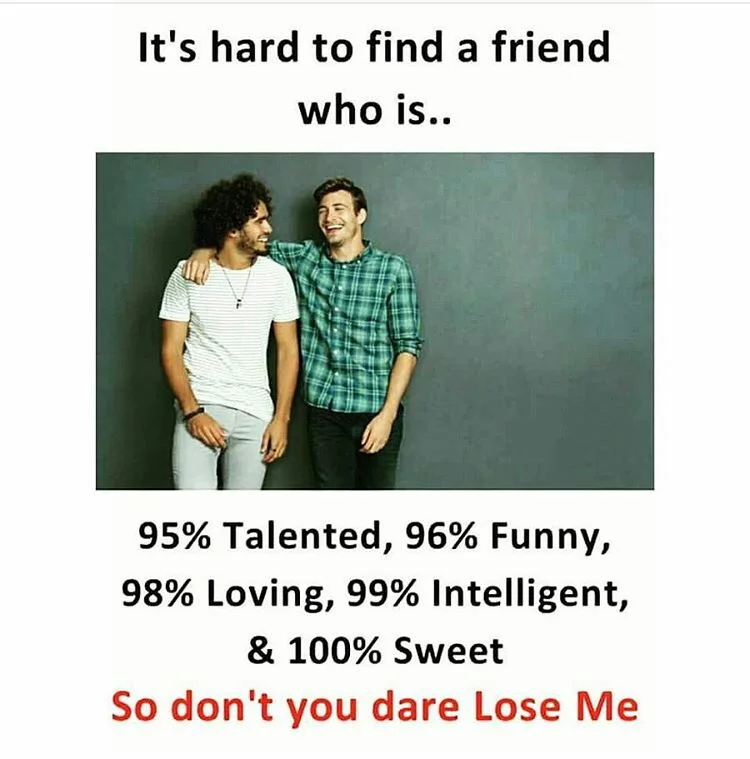 It's hard to find a friend
who is..
95% Talented, 96% Funny,
98% Loving, 99% Intelligent,
& 100% Sweet
So don't you dare Lose Me